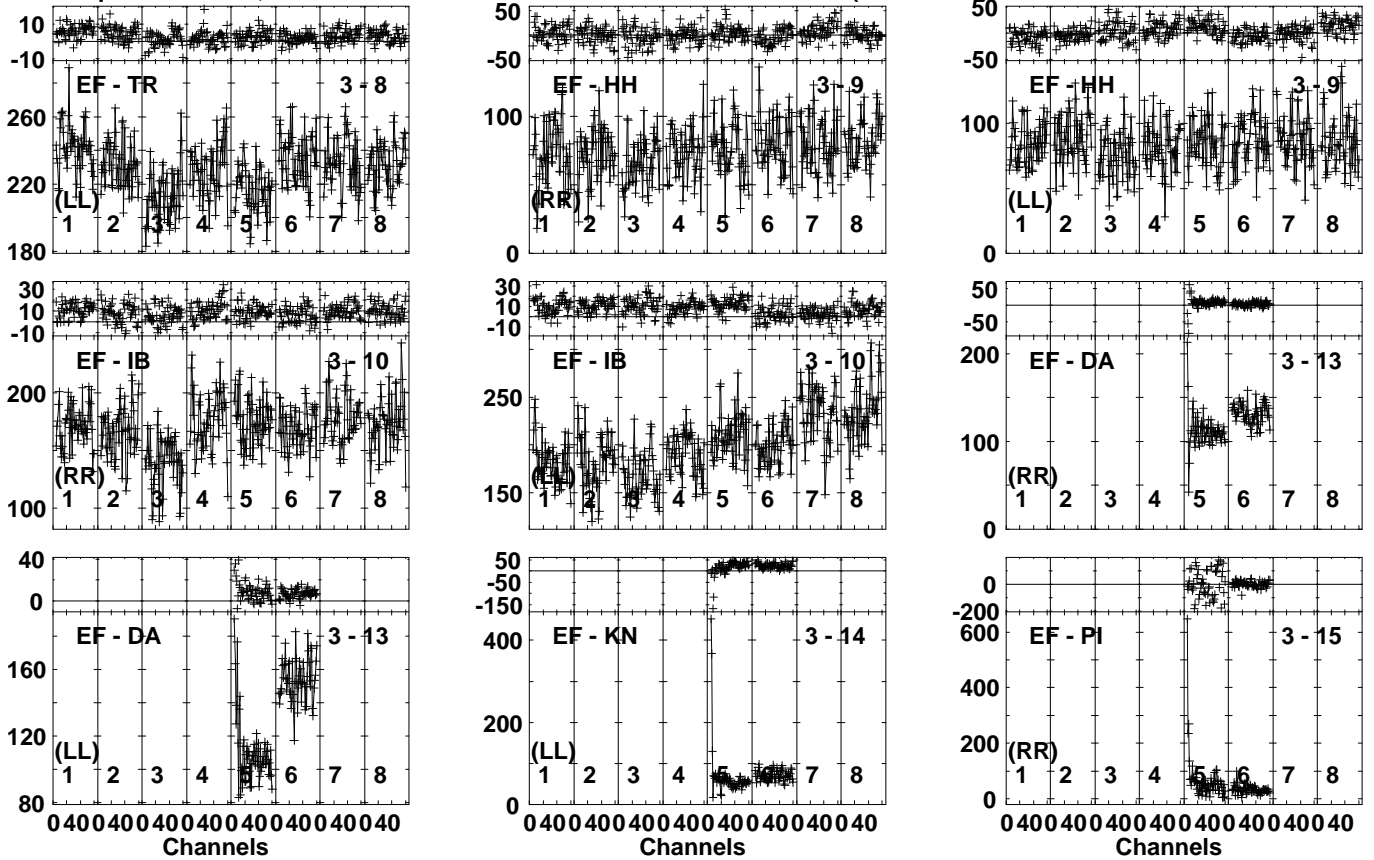 10
-10
EF - TR 3 - 8
260
220
180
(LL)
1 2 3 4 5 6 7 8
50
-50
EF - HH 3 - 9
100
0
(RR)
1 2 3 4 5 6 7 8
50
-50
EF - HH 3 - 9
100
0
(LL)
1 2 3 4 5 6 7 8
30
10
-10
EF - IB 3 - 10
200
100
(RR)
1 2 3 4 5 6 7 8
30
10
-10
EF - IB 3 - 10
250
150
(LL)
1 2 3 4 5 6 7 8
50
-50
EF - DA 3 - 13
200
100
0
(RR)
1 2 3 4 5 6 7 8
40
0
EF - DA 3 - 13
160
120
80
(LL)
1 2 3 4 5 6 7 8
0 40 0 40 0 40 0 40 0 40 0 40 0 40 0 40
Channels
50
-50
-150
EF - KN 3 - 14
400
200
0
(LL)
1 2 3 4 5 6 7 8
0 40 0 40 0 40 0 40 0 40 0 40 0 40 0 40
Channels
0
-200
EF - PI 3 - 15
600
400
200
0
(RR)
1 2 3 4 5 6 7 8
0 40 0 40 0 40 0 40 0 40 0 40 0 40 0 40
Channels